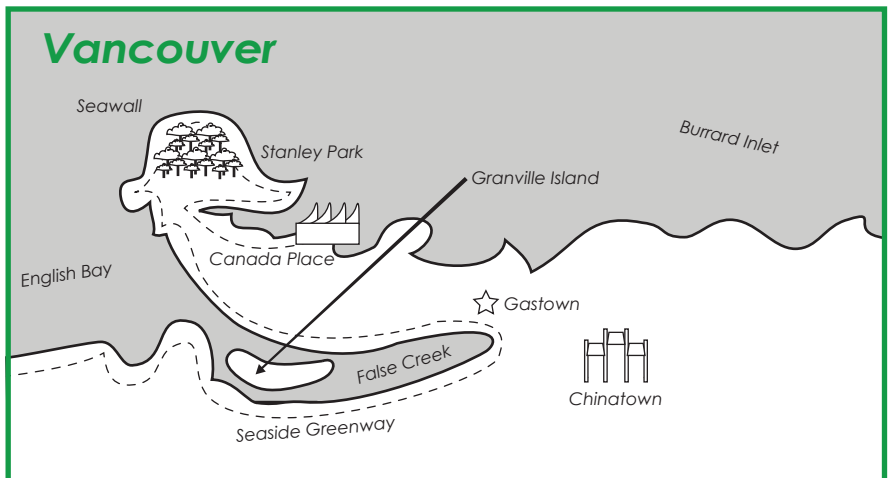 Vancouver
Seawall
Stanley Park
Burrard Inlet
Granville Island
Canada Place
English Bay
Gastown
False Creek
Chinatown
Seaside Greenway